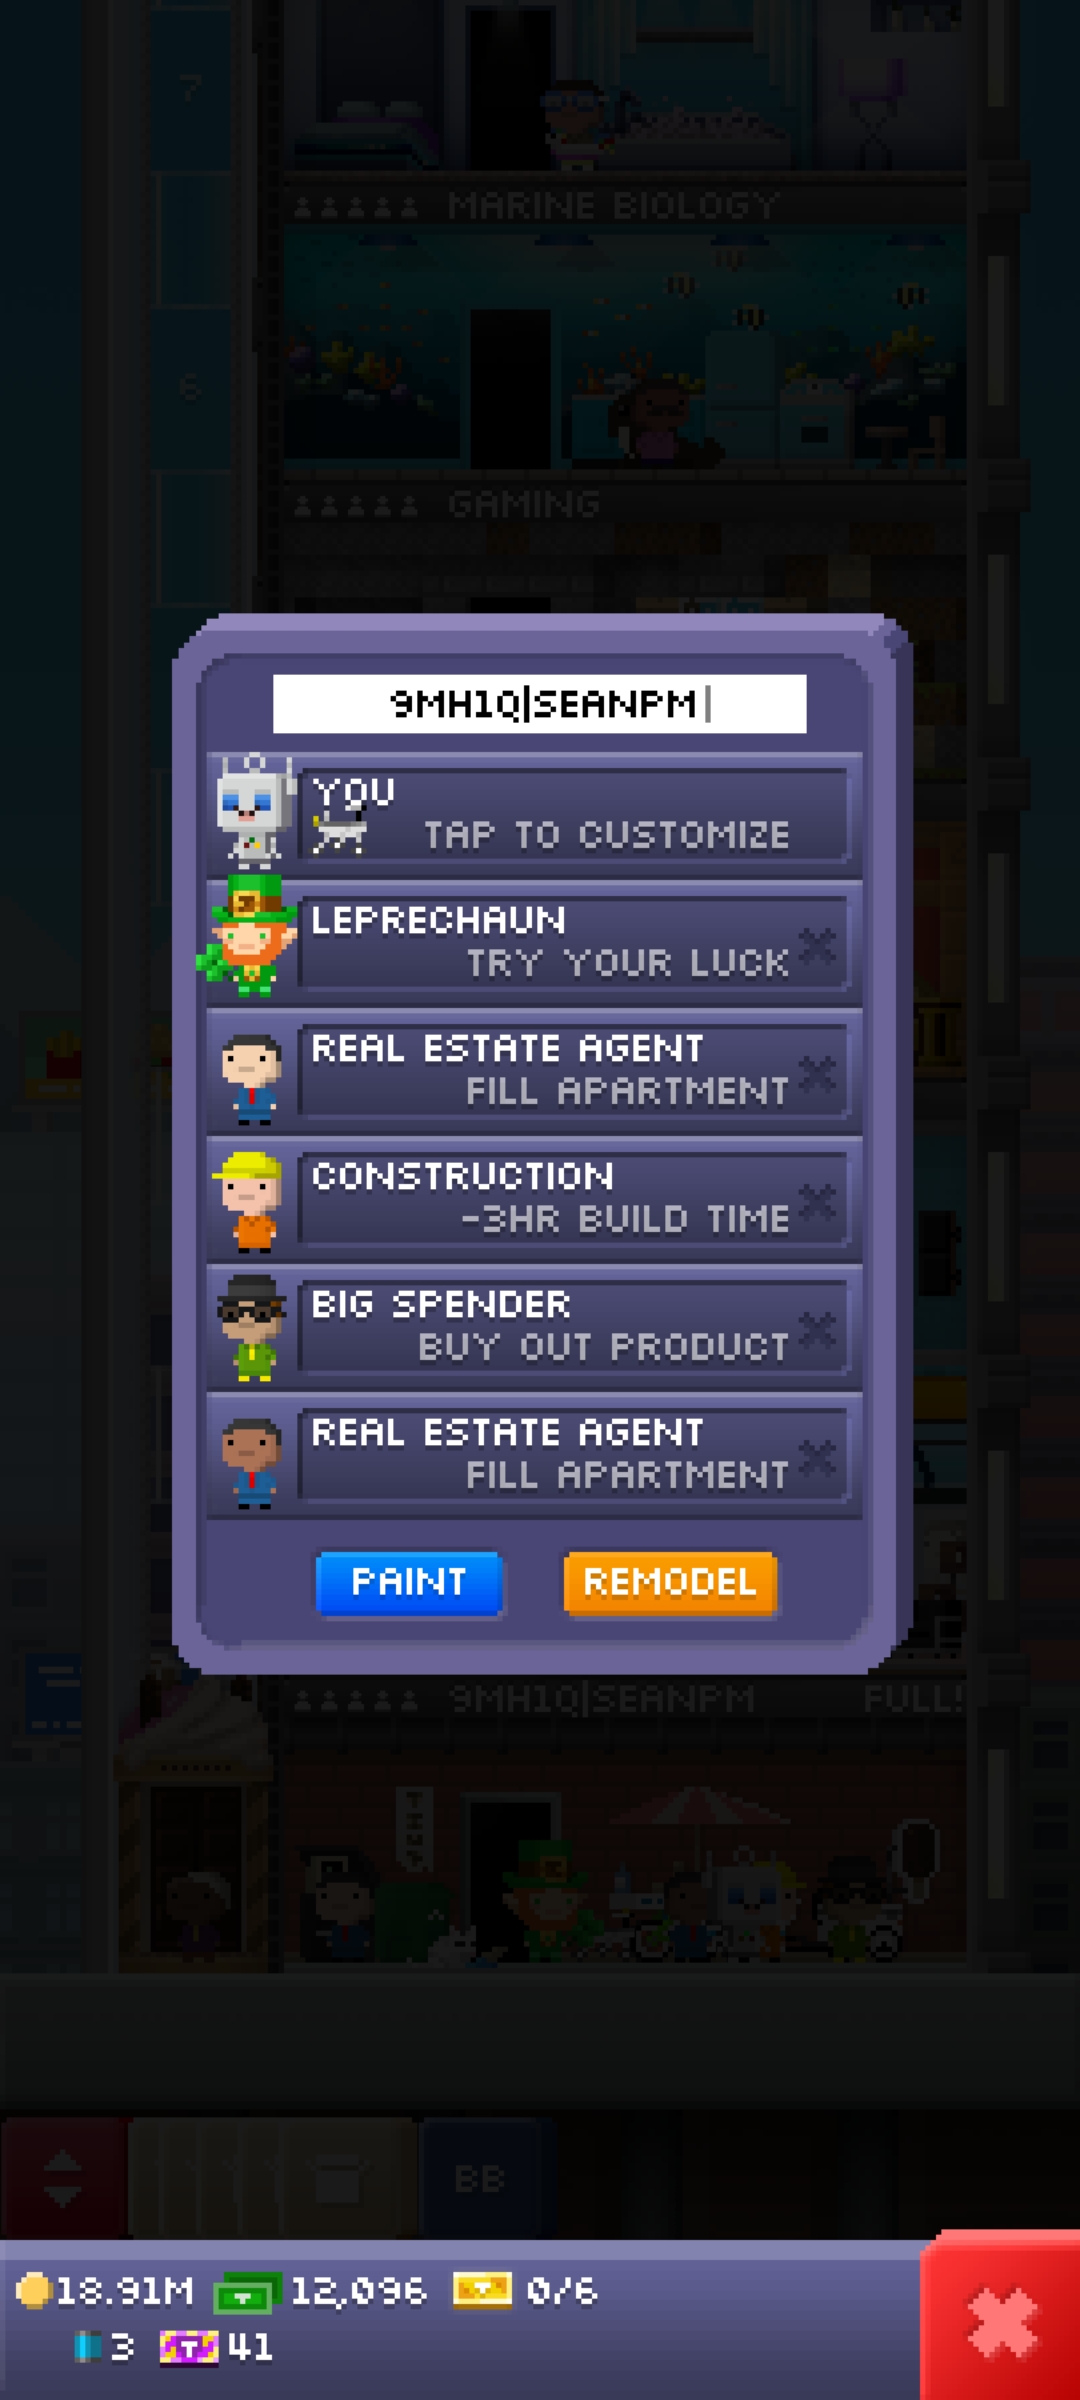 7
MARINE BIOLOGY
6
GAMING
9MH1Q|SEANPM
YOU
TAP TO CUSTOMIZE
LEPRECHAUN
TRY YOUR LUCK
REAL ESTATE AGENT
FILL APARTMENT
CONSTRUCTION
-3HR BUILD TIME
BIG SPENDER
BUY OUT PRODUCT
REAL ESTATE AGENT
FILL APARTMENT
PAINT REMODEL
9MH1Q|SEANPM FULL!
BB
18.91M 12,096 0/6
3 41